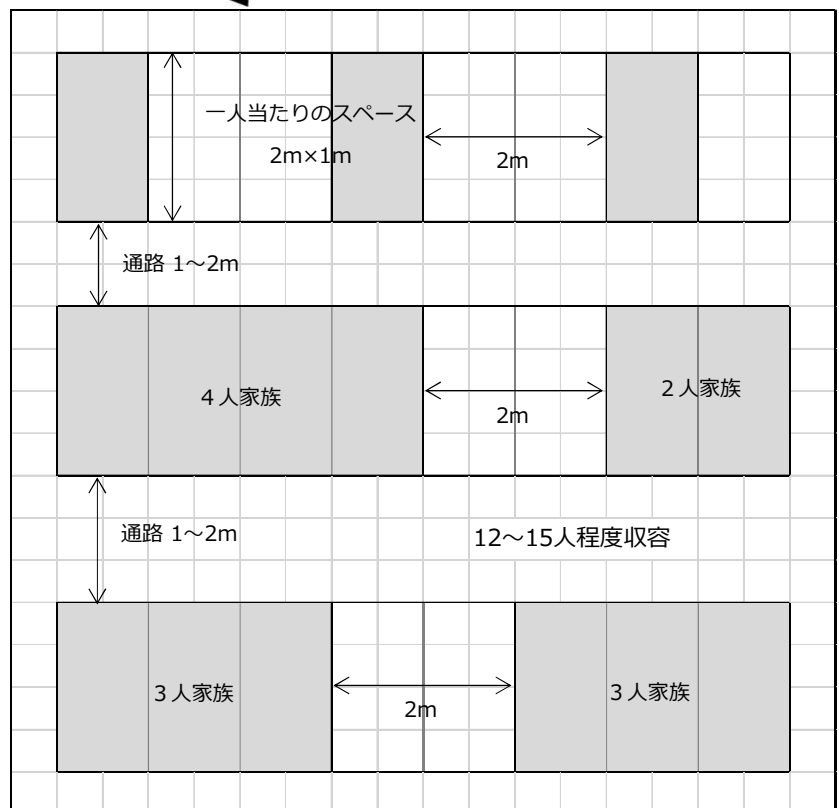 一人当たりのスペース
2m×1m
2m
通路 1～2m
４人家族
2m
２人家族
通路 1～2m
12～15人程度収容
３人家族
2m
３人家族